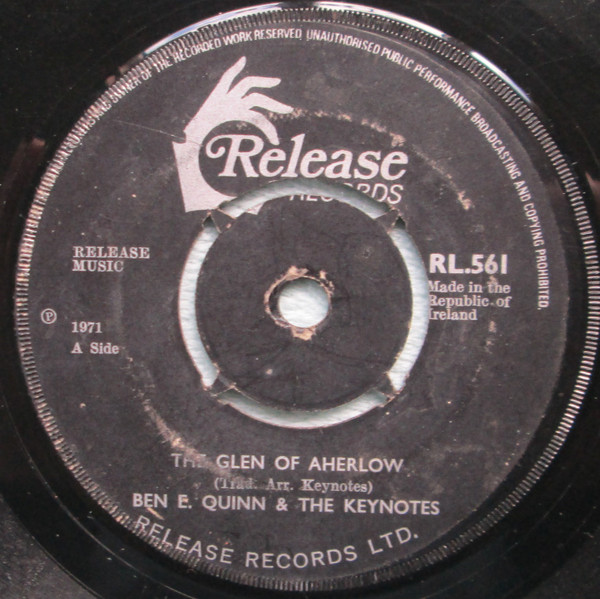 OWNER OF THE RECORDED WORK RESERVED UNAUTHORISED PUBLIC PERFORMANCE BROADCASTING AND COPYING PROHIBITED.
Release
RECORDS
RELEASE
MUSIC
RL.561
Made in the
Republic of
Ireland
Ⓟ 1971
A Side
THE GLEN OF AHERLOW
(Trad. Arr. Keynotes)
BEN E. QUINN & THE KEYNOTES
RELEASE RECORDS LTD.